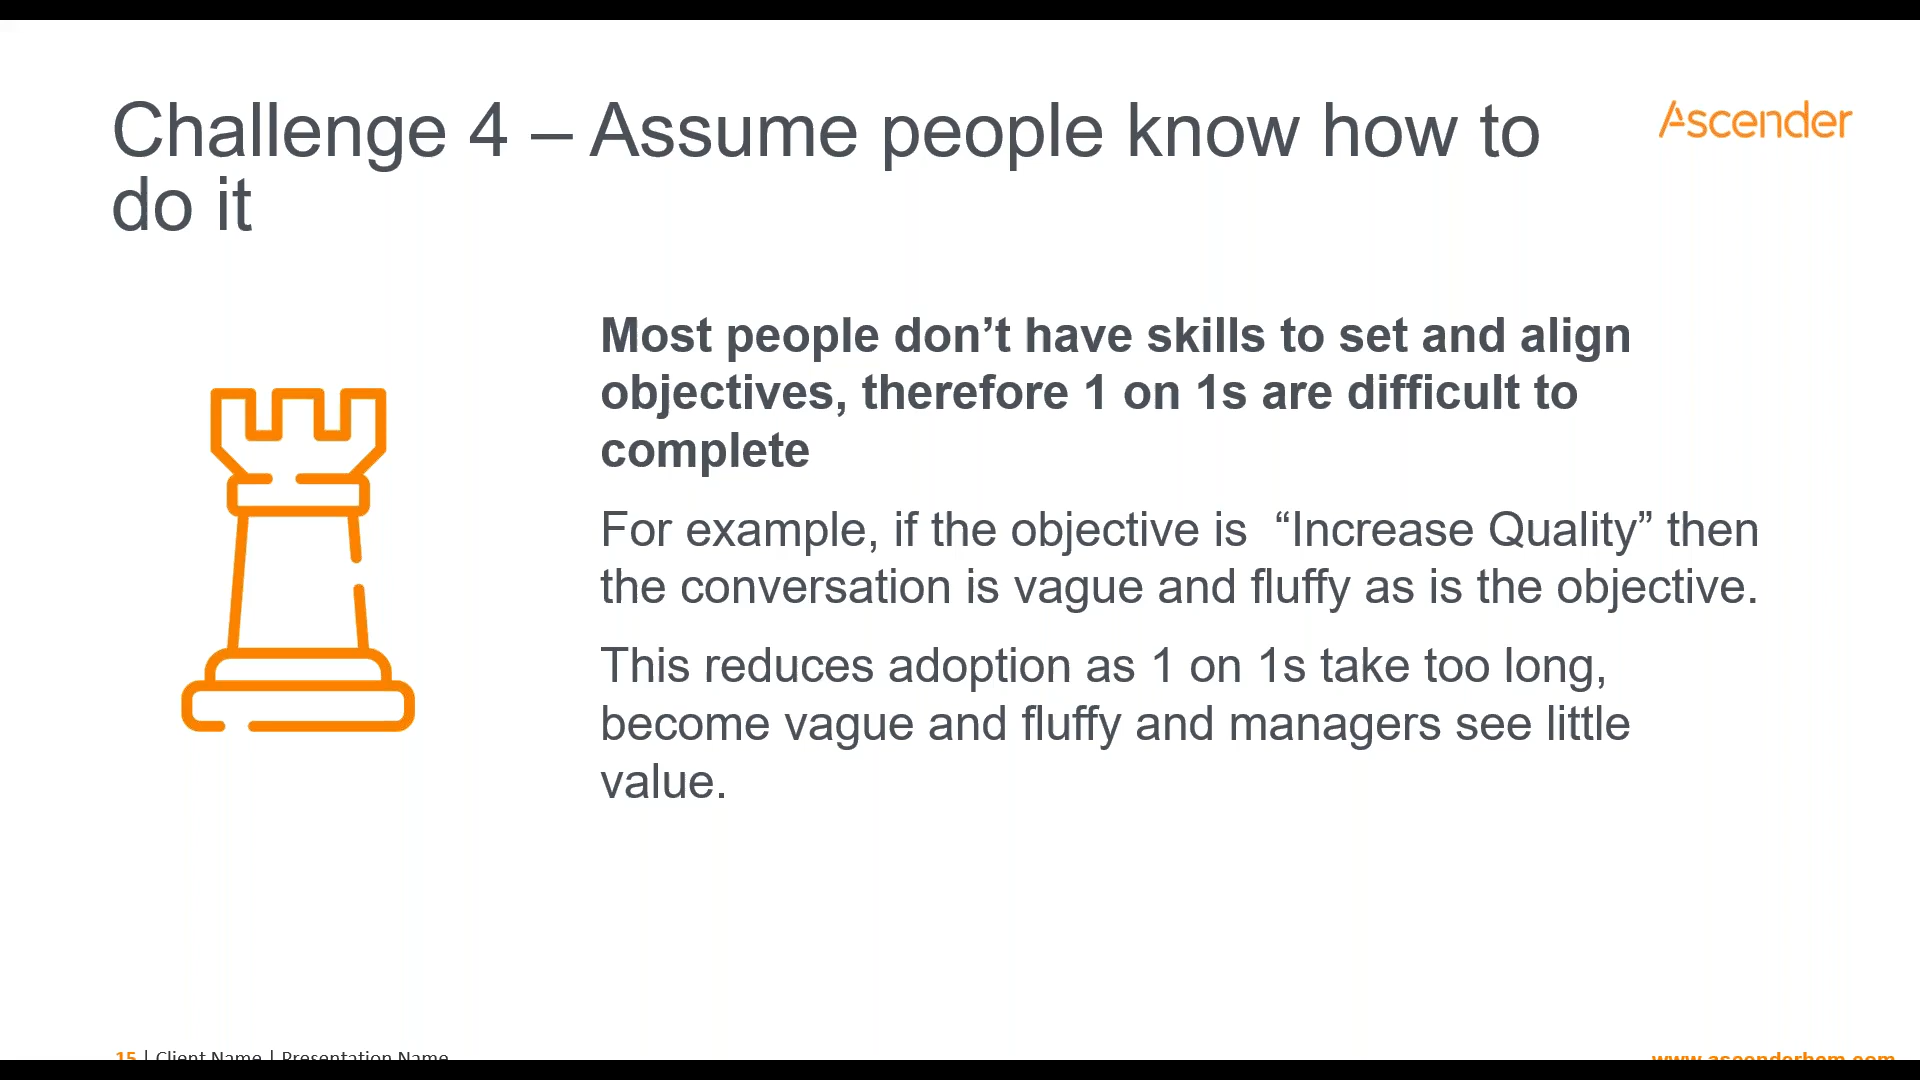 Challenge 4 – Assume people know how to
do it
Ascender
Most people don’t have skills to set and align
objectives, therefore 1 on 1s are difficult to
complete
For example, if the objective is  “Increase Quality” then
the conversation is vague and fluffy as is the objective.
This reduces adoption as 1 on 1s take too long,
become vague and fluffy and managers see little
value.
15 | Client Name | Presentation Name
www.ascenderhcm.com